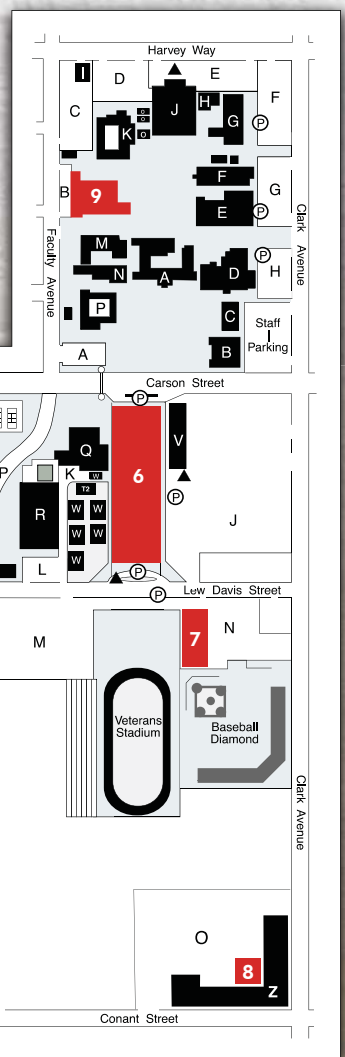 Harvey Way
I
D
E
F
C
J
H
G
O
O
K
O
P
F
B
9
G
E
P
Faculty Avenue
Clark Avenue
M
N
A
D
P
H
P
C
Staff
Parking
B
A
Carson Street
P
V
Q
6
P
K
W
T2
P
R
W
W
J
W
W
L
W
P
P
Lew Davis Street
M
7
N
Veterans
Stadium
Baseball
Diamond
Clark Avenue
O
8
Z
Conant Street